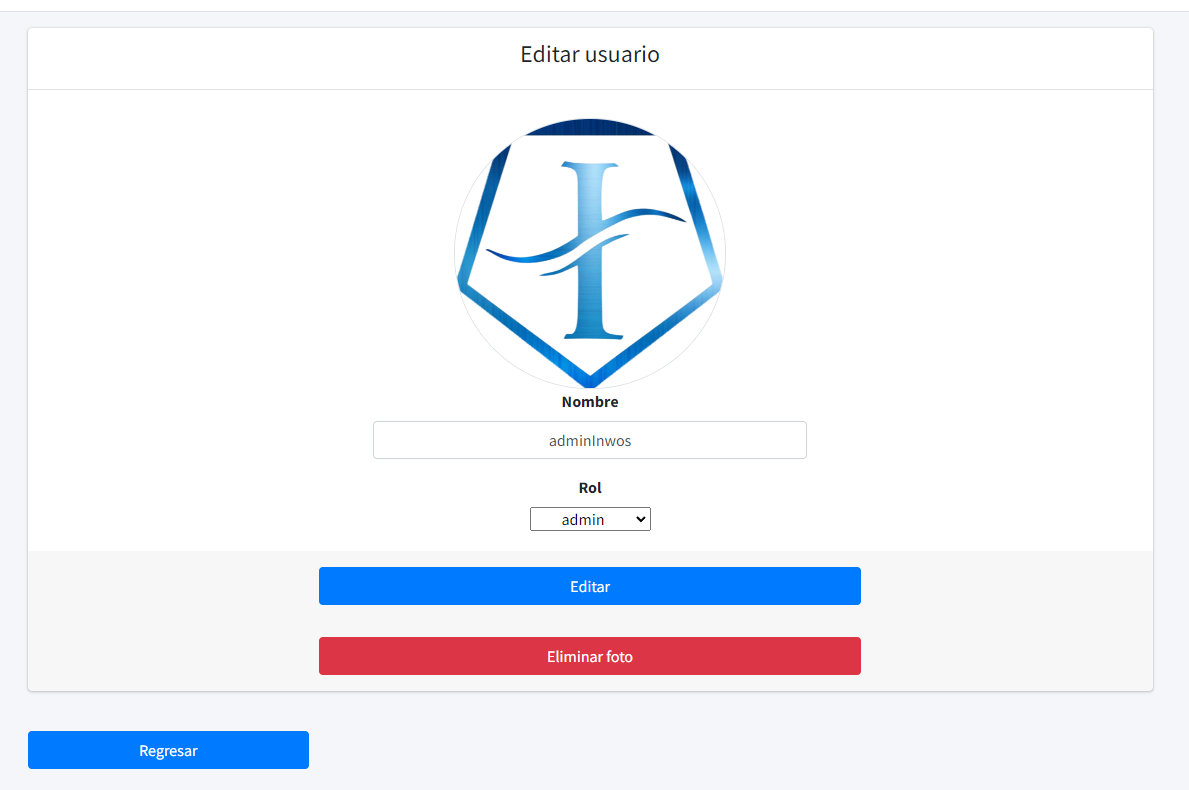 Editar usuario
I
Nombre
adminInwos
Rol
admin
Editar
Eliminar foto
Regresar